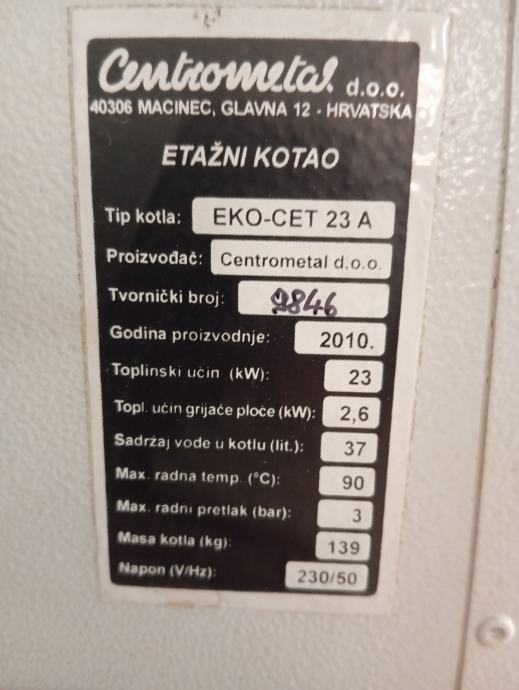 Centrometal d.o.o.
40306 MACINEC, GLAVNA 12 - HRVATSKA
ETAŽNI KOTAO
Tip kotla: EKO-CET 23 A
Proizvođač: Centrometal d.o.o.
Tvornički broj: 9846
Godina proizvodnje: 2010.
Toplinski učin (kW): 23
Topl. učin grijaće ploče (kW): 2,6
Sadržaj vode u kotlu (lit.): 37
Max. radna temp. (°C): 90
Max. radni pretlak (bar): 3
Masa kotla (kg): 139
Napon (V/Hz): 230/50